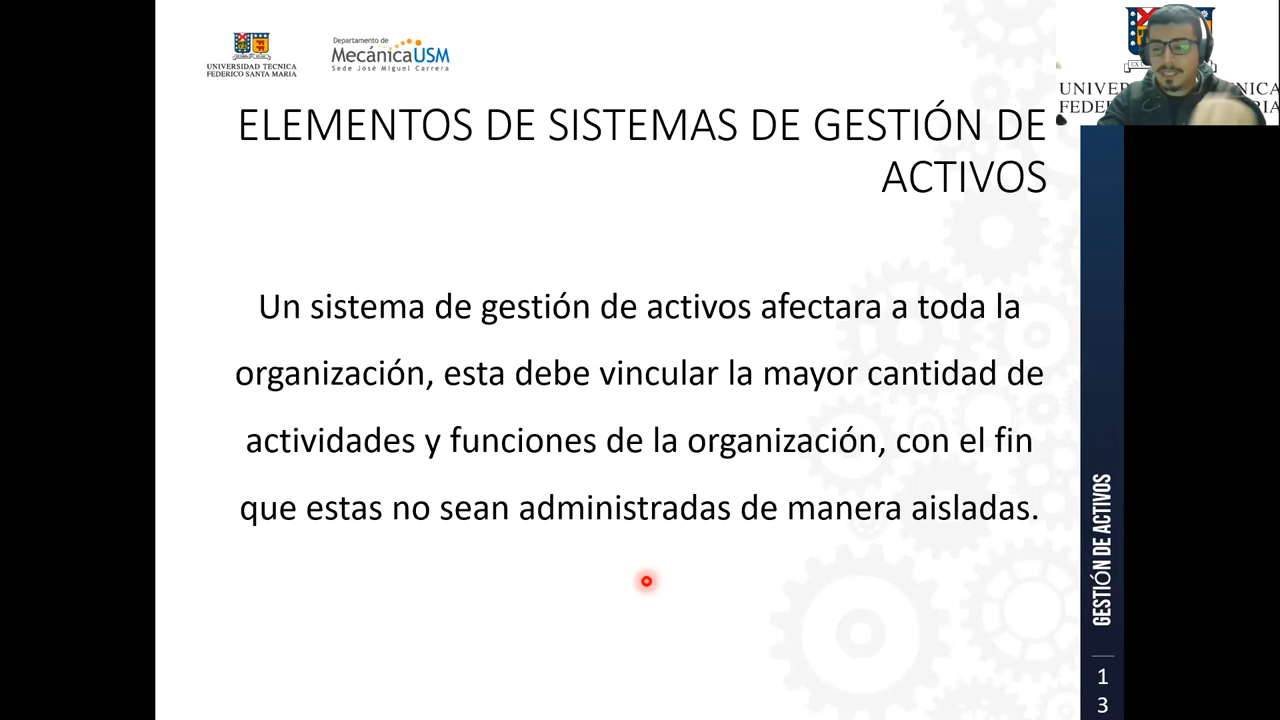 UNIVERSIDAD TECNICA
FEDERICO SANTA MARIA
Departamento de
MecánicaUSM
Sede José Miguel Carrera
ELEMENTOS DE SISTEMAS DE GESTIÓN DE
ACTIVOS
Un sistema de gestión de activos afectara a toda la
organización, esta debe vincular la mayor cantidad de
actividades y funciones de la organización, con el fin
que estas no sean administradas de manera aisladas.
GESTIÓN DE ACTIVOS
1
3